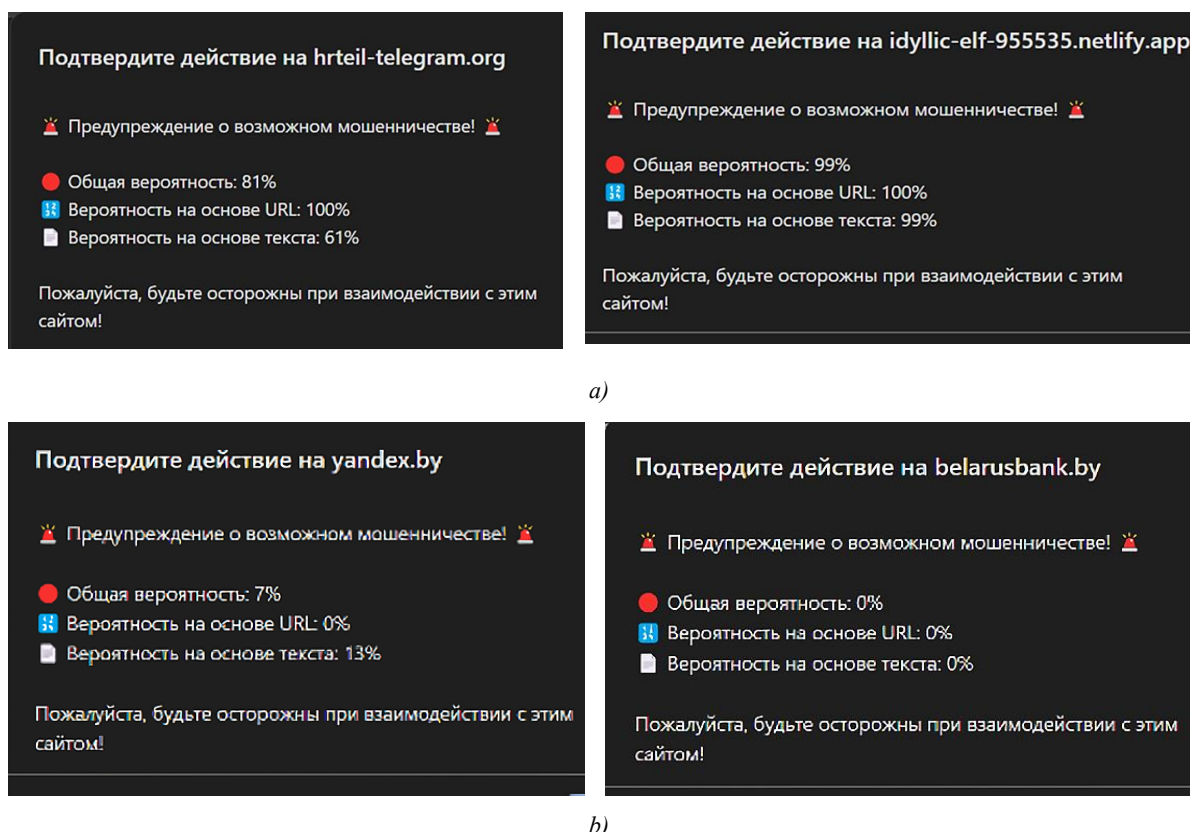 Подтвердите действие на hrteil-telegram.org
🚨 Предупреждение о возможном мошенничестве! 🚨
🔴 Общая вероятность: 81%
🔢 Вероятность на основе URL: 100%
📄 Вероятность на основе текста: 61%
Пожалуйста, будьте осторожны при взаимодействии с этим
сайтом!
Подтвердите действие на idyllic-elf-955535.netlify.app
🚨 Предупреждение о возможном мошенничестве! 🚨
🔴 Общая вероятность: 99%
🔢 Вероятность на основе URL: 100%
📄 Вероятность на основе текста: 99%
Пожалуйста, будьте осторожны при взаимодействии с этим
сайтом!
a)
Подтвердите действие на yandex.by
🚨 Предупреждение о возможном мошенничестве! 🚨
🔴 Общая вероятность: 7%
🔢 Вероятность на основе URL: 0%
📄 Вероятность на основе текста: 13%
Пожалуйста, будьте осторожны при взаимодействии с этим
сайтом!
Подтвердите действие на belarusbank.by
🚨 Предупреждение о возможном мошенничестве! 🚨
🔴 Общая вероятность: 0%
🔢 Вероятность на основе URL: 0%
📄 Вероятность на основе текста: 0%
Пожалуйста, будьте осторожны при взаимодействии с этим
сайтом!
b)